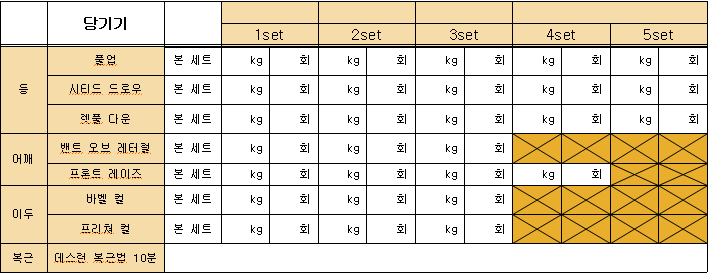 당기기
1set 2set 3set 4set 5set
등 풀업 본 세트 kg 회 kg 회 kg 회 kg 회 kg 회
시티드 드로우 본 세트 kg 회 kg 회 kg 회 kg 회 kg 회
렛풀 다운 본 세트 kg 회 kg 회 kg 회 kg 회 kg 회
어깨 밴트 오브 레터럴 본 세트 kg 회 kg 회 kg 회
프론트 레이즈 본 세트 kg 회 kg 회 kg 회 kg 회
이두 바벨 컬 본 세트 kg 회 kg 회 kg 회
프리쳐 컬 본 세트 kg 회 kg 회 kg 회
복근 데스런 복근법 10분